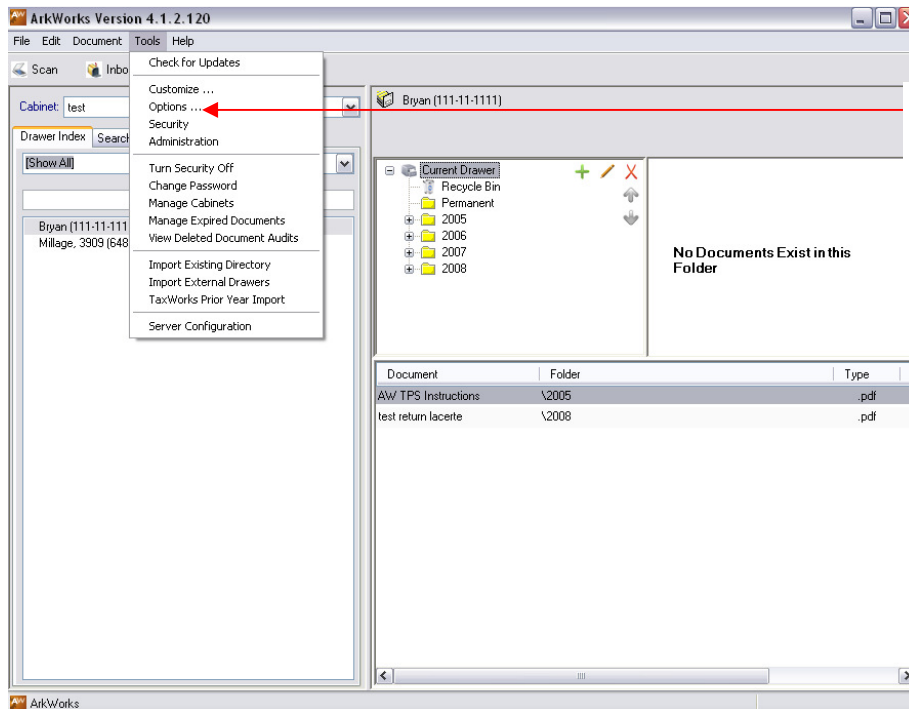 ArkWorks Version 4.1.2.120
File Edit Document Tools Help
Scan Inbo
Check for Updates
Customize ...
Options ...
Security
Administration
Turn Security Off
Change Password
Manage Cabinets
Manage Expired Documents
View Deleted Document Audits
Import Existing Directory
Import External Drawers
TaxWorks Prior Year Import
Server Configuration
Cabinet: test
Drawer Index Search
[Show All]
Bryan (111-11-111
Millage, 3909 (648
Bryan (111-11-1111)
Current Drawer
Recycle Bin
Permanent
2005
2006
2007
2008
No Documents Exist in this
Folder
Document Folder Type
AW TPS Instructions \2005 .pdf
test return lacerte \2008 .pdf
AW ArkWorks